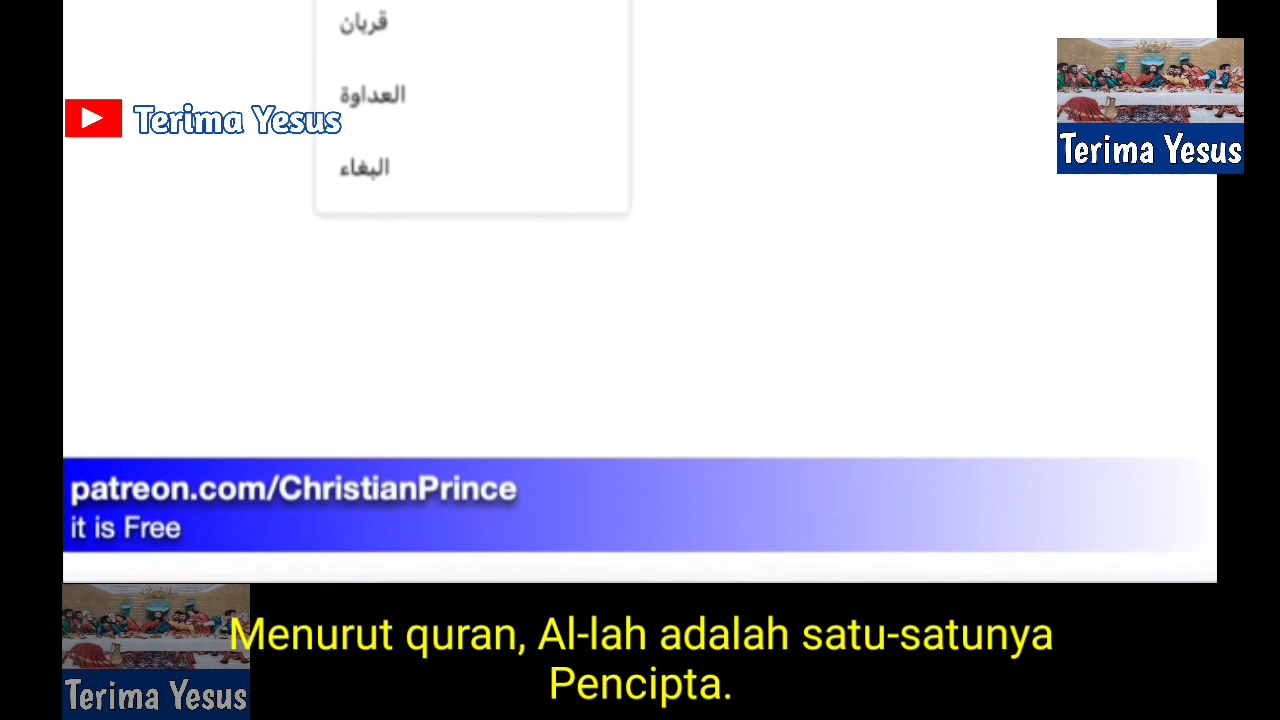 قربان
العداوة
Terima Yesus
Terima Yesus
البغاء
patreon.com/ChristianPrince
it is Free
Menurut quran, Al-lah adalah satu-satunya
Pencipta.
Terima Yesus